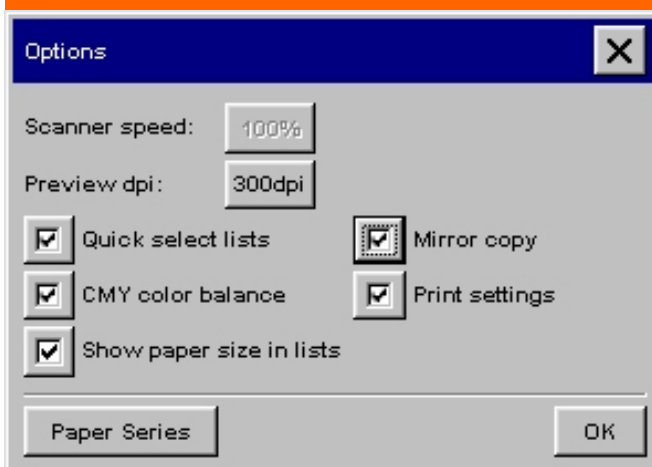 Options
Scanner speed: 100%
Preview dpi: 300dpi
Quick select lists Mirror copy
CMY color balance Print settings
Show paper size in lists
Paper Series OK